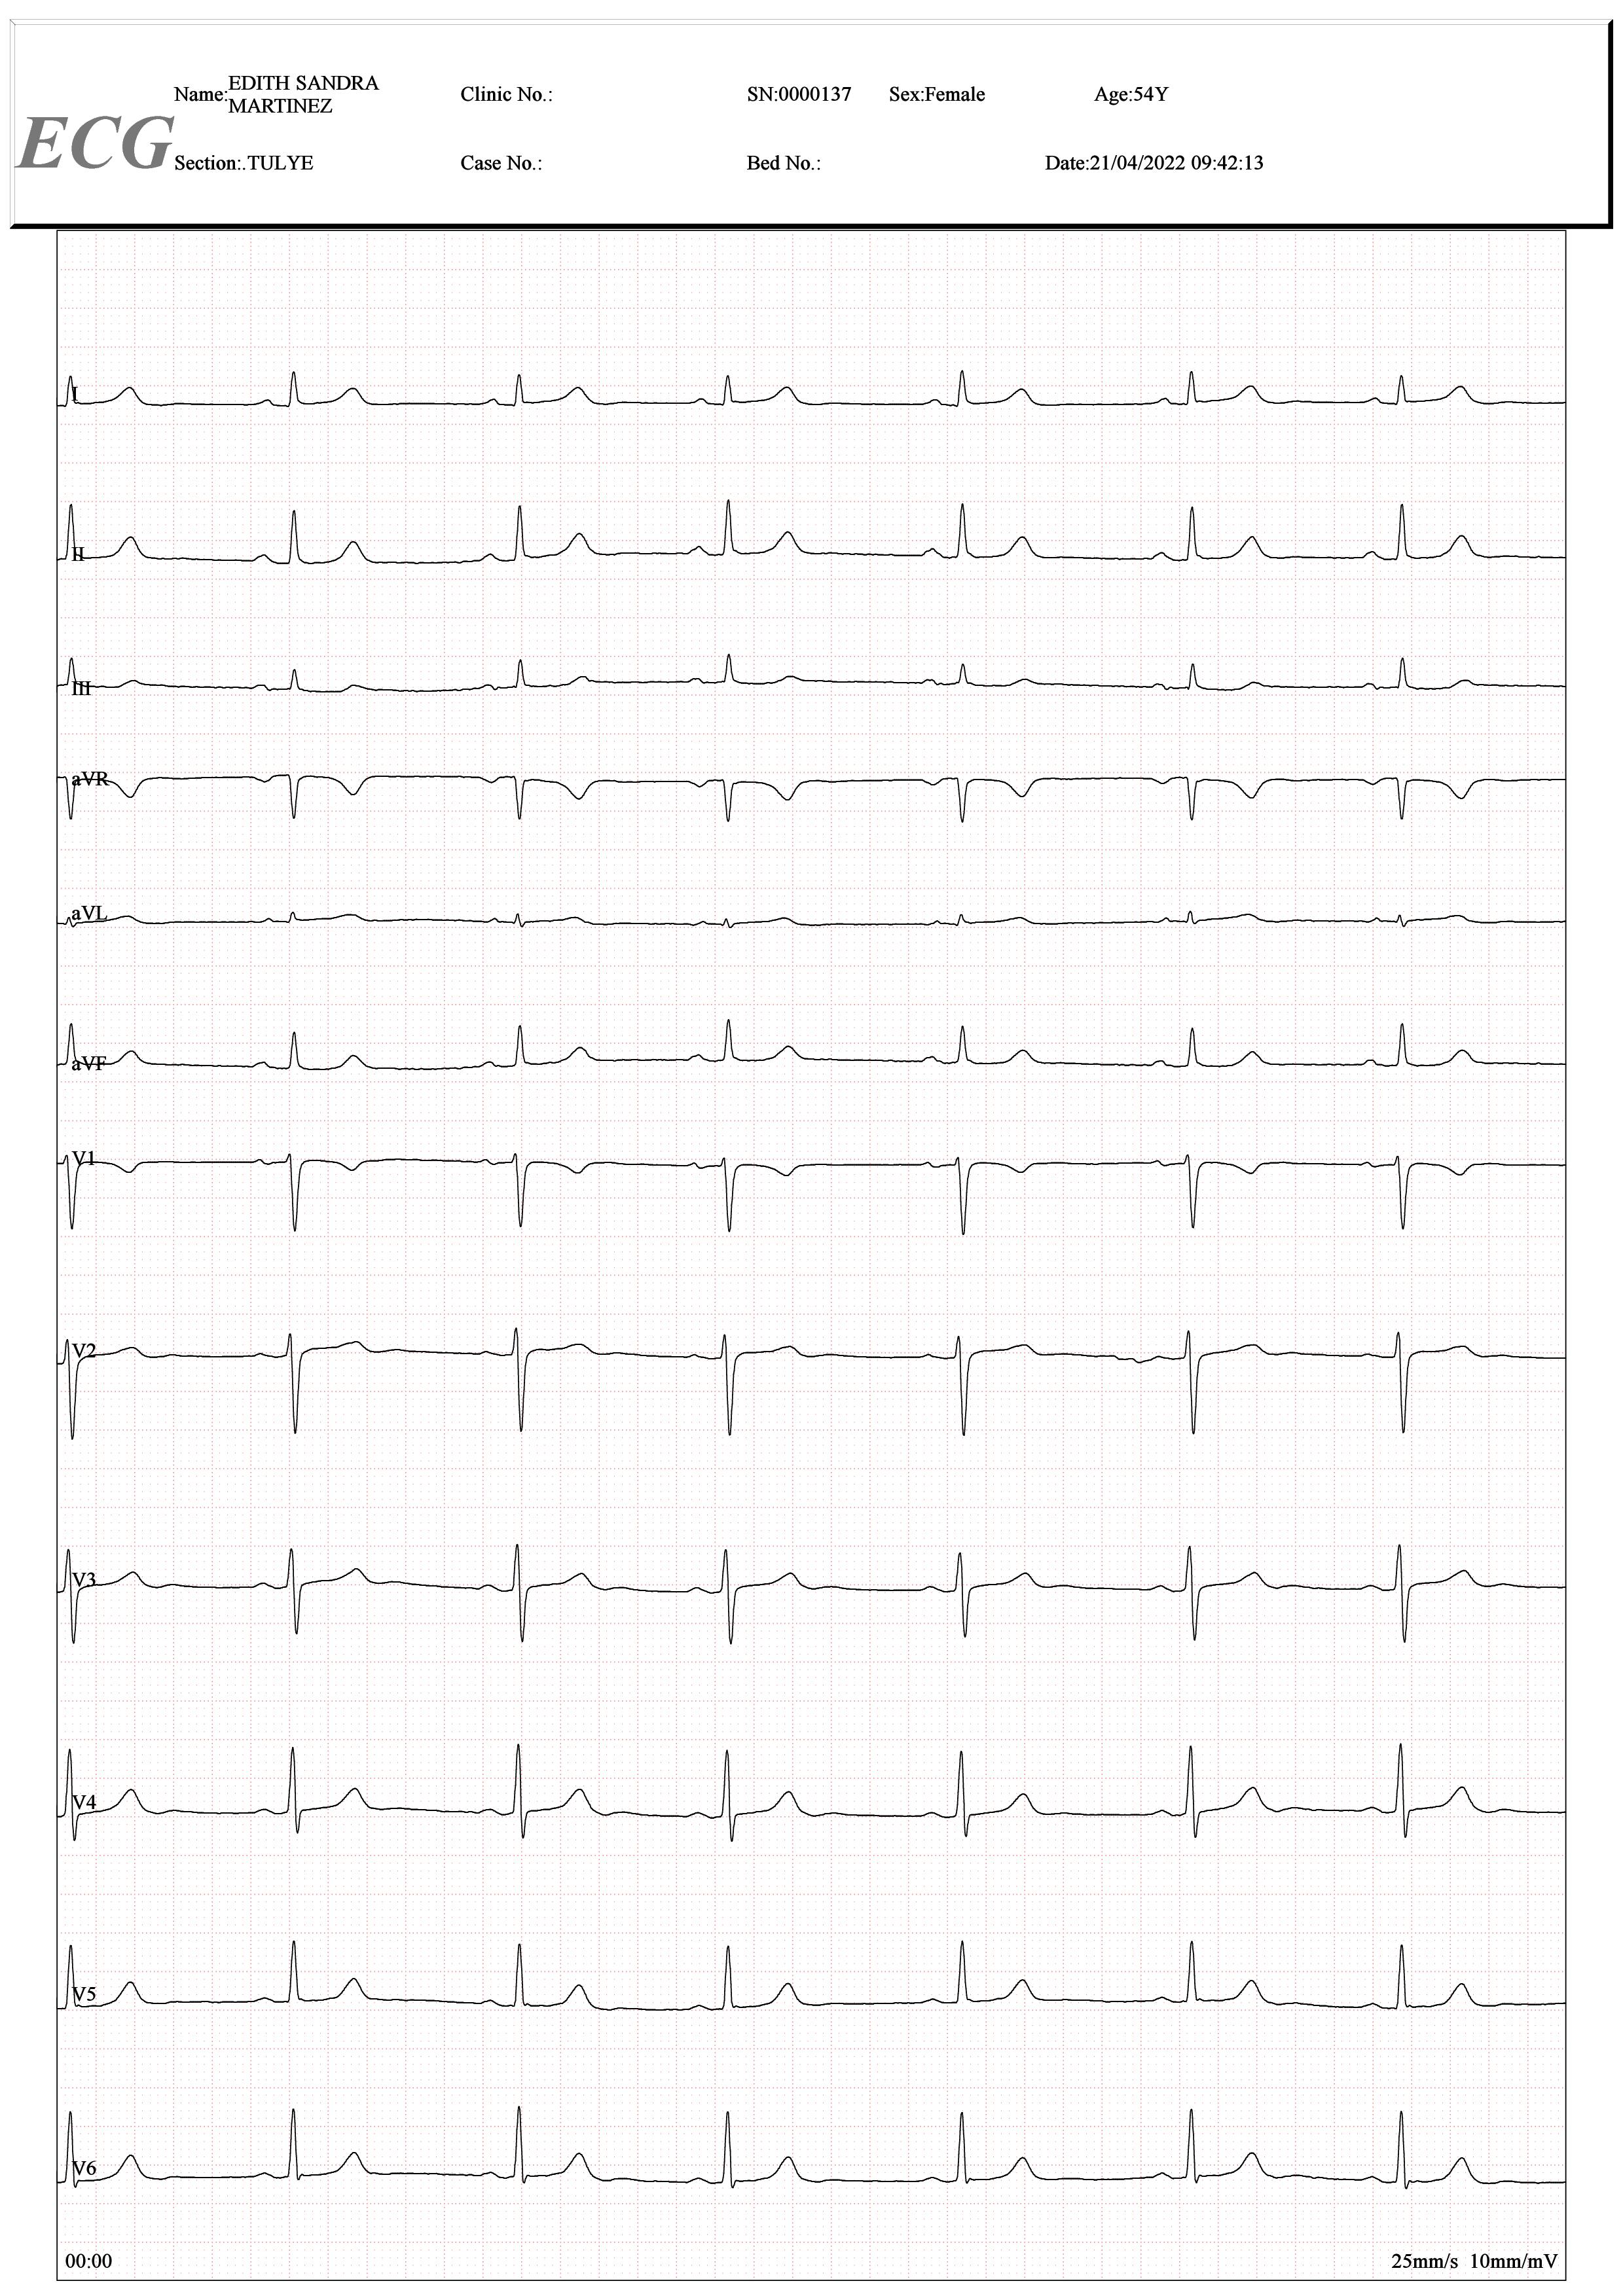 ECG
Name:EDITH SANDRA MARTINEZ
Clinic No.:
SN:0000137
Sex:Female
Age:54Y
Section:.TULYE
Case No.:
Bed No.:
Date:21/04/2022 09:42:13
I
II
III
aVR
aVL
aVF
V1
V2
V3
V4
V5
V6
00:00
25mm/s 10mm/mV